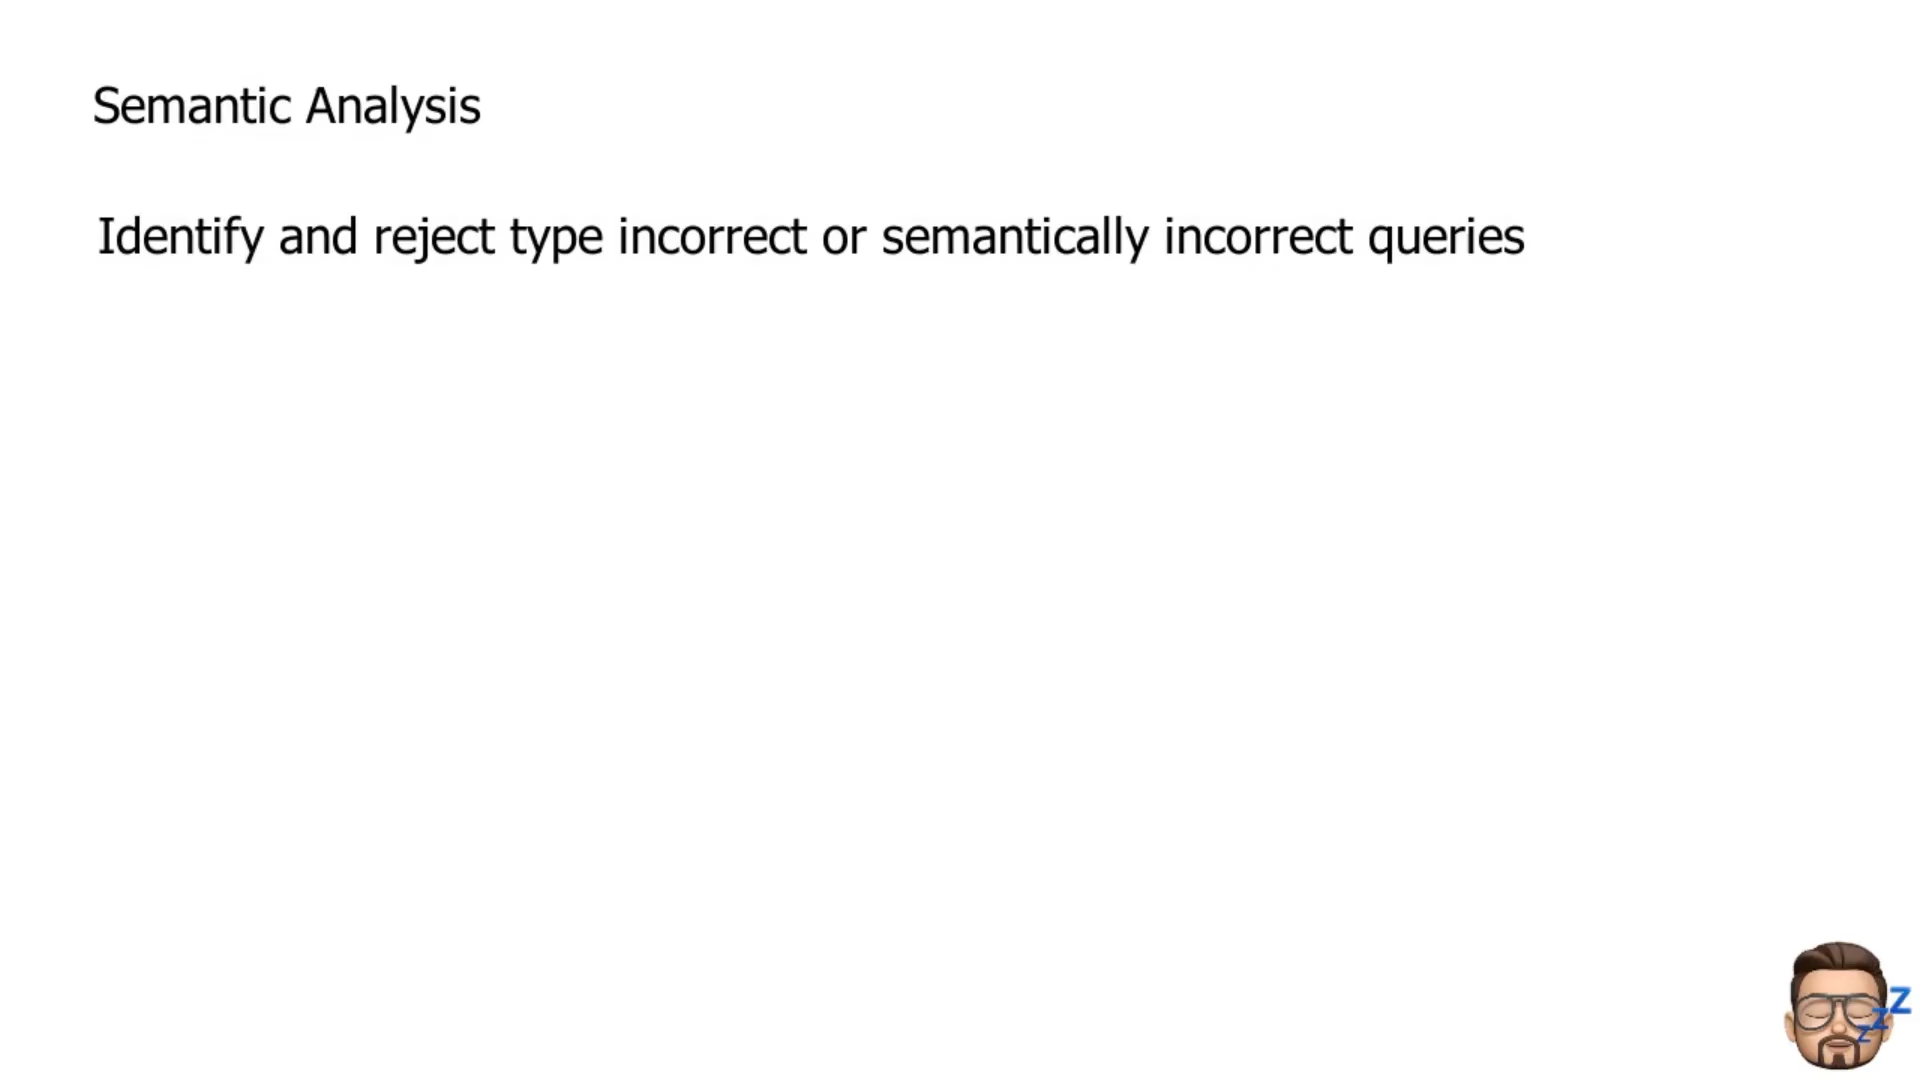 Semantic Analysis
Identify and reject type incorrect or semantically incorrect queries
z
z
z